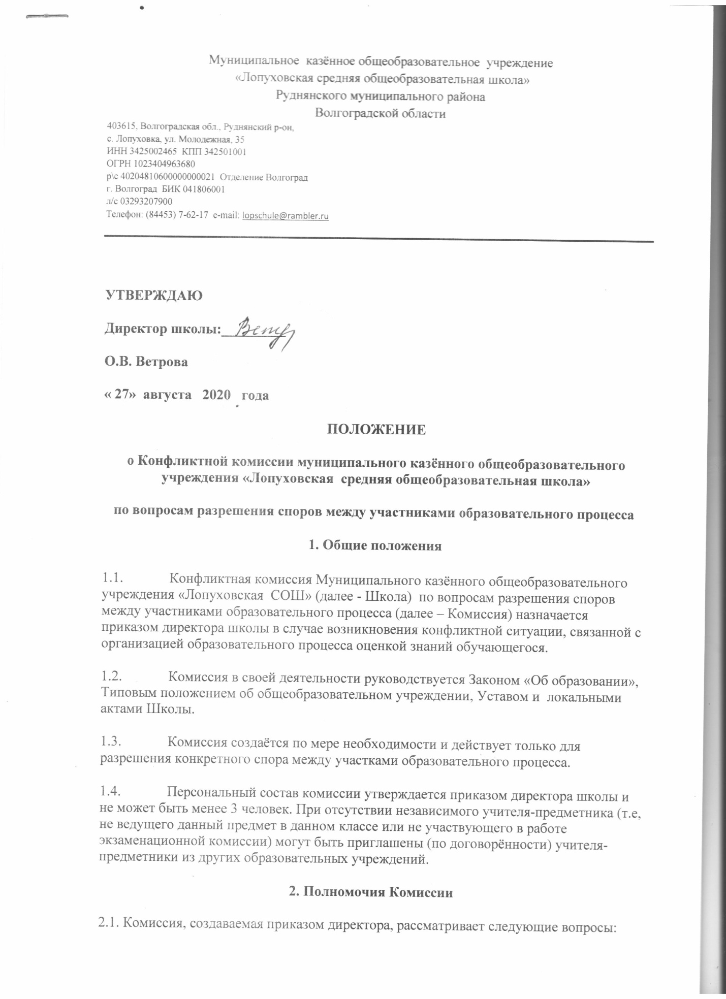 Муниципальное казённое общеобразовательное учреждение
«Лопуховская средняя общеобразовательная школа»
Руднянского муниципального района
Волгоградской области
403615, Волгоградская обл., Руднянский р-он,
с. Лопуховка, ул. Молодежная, 35
ИНН 3425002465 КПП 342501001
ОГРН 1023404963680
р\с 40204810600000000021 Отделение Волгоград
г. Волгоград БИК 041806001
л/с 03293207900
Телефон: (84453) 7-62-17 e-mail: lopschule@rambler.ru
УТВЕРЖДАЮ
Директор школы:_________
О.В. Ветрова
« 27» августа 2020 года
ПОЛОЖЕНИЕ
о Конфликтной комиссии муниципального казённого общеобразовательного
учреждения «Лопуховская средняя общеобразовательная школа»
по вопросам разрешения споров между участниками образовательного процесса
1. Общие положения
1.1. Конфликтная комиссия Муниципального казённого общеобразовательного
учреждения «Лопуховская СОШ» (далее - Школа) по вопросам разрешения споров
между участниками образовательного процесса (далее – Комиссия) назначается
приказом директора школы в случае возникновения конфликтной ситуации, связанной с
организацией образовательного процесса оценкой знаний обучающегося.
1.2. Комиссия в своей деятельности руководствуется Законом «Об образовании»,
Типовым положением об общеобразовательном учреждении, Уставом и локальными
актами Школы.
1.3. Комиссия создаётся по мере необходимости и действует только для
разрешения конкретного спора между участками образовательного процесса.
1.4. Персональный состав комиссии утверждается приказом директора школы и
не может быть менее 3 человек. При отсутствии независимого учителя-предметника (т.е,
не ведущего данный предмет в данном классе или не участвующего в работе
экзаменационной комиссии) могут быть приглашены (по договорённости) учителя-
предметники из других образовательных учреждений.
2. Полномочия Комиссии
2.1. Комиссия, создаваемая приказом директора, рассматривает следующие вопросы: